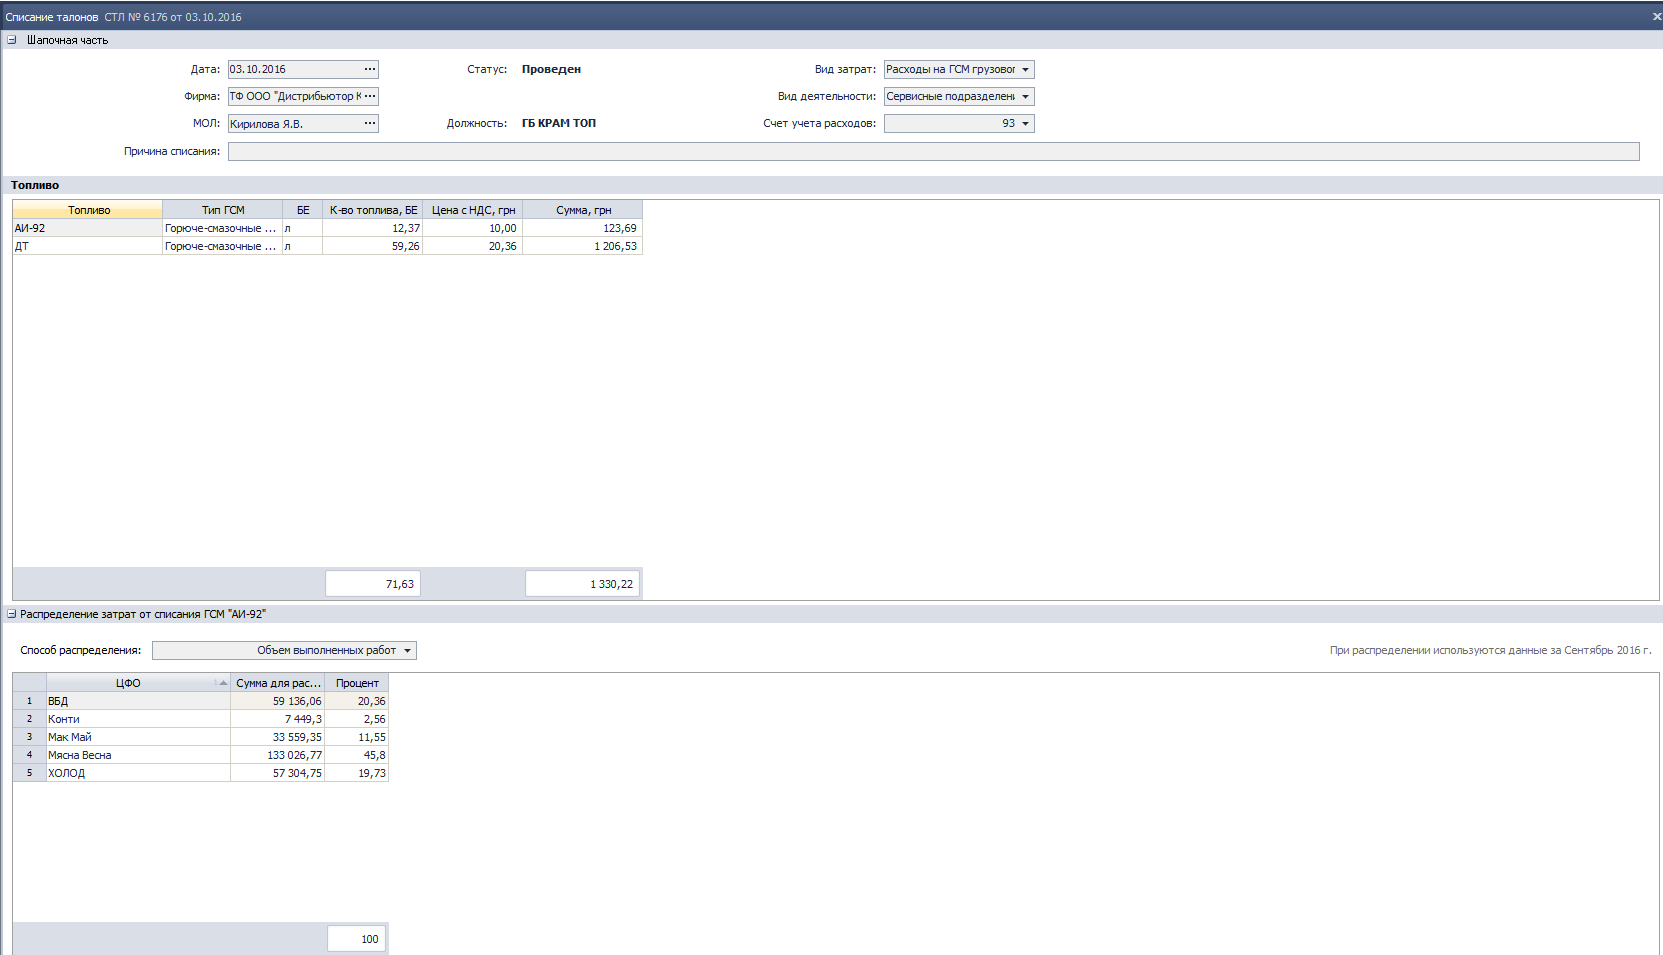 Списание талонов СТЛ № 6176 от 03.10.2016
Шапочная часть
Дата: 03.10.2016 ... Статус: Проведен Вид затрат: Расходы на ГСМ грузовог
Фирма: ТФ ООО "Дистрибьютор К ... Вид деятельности: Сервисные подразделени
МОЛ: Кирилова Я.В. ... Должность: ГБ КРАМ ТОП Счет учета расходов: 93
Причина списания:
Топливо
Топливо Тип ГСМ БЕ К-во топлива, БЕ Цена с НДС, грн Сумма, грн
АИ-92 Горюче-смазочные ... л 12,37 10,00 123,69
ДТ Горюче-смазочные ... л 59,26 20,36 1 206,53
71,63 1 330,22
Распределение затрат от списания ГСМ "АИ-92"
Способ распределения: Объем выполненных работ При распределении используются данные за Сентябрь 2016 г.
ЦФО Сумма для рас... Процент
1 ВБД 59 136,06 20,36
2 Конти 7 449,3 2,56
3 Мак Май 33 559,35 11,55
4 Мясна Весна 133 026,77 45,8
5 ХОЛОД 57 304,75 19,73
100